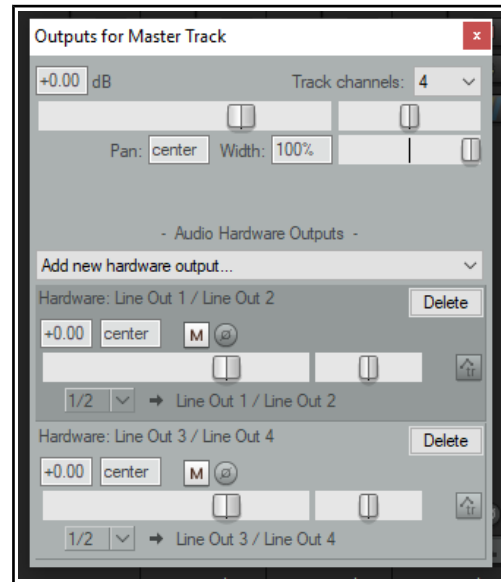 Outputs for Master Track x
+0.00 dB Track channels: 4
Pan: center Width: 100%
- Audio Hardware Outputs -
Add new hardware output...
Hardware: Line Out 1 / Line Out 2 Delete
+0.00 center M ø
tr
1/2 → Line Out 1 / Line Out 2
Hardware: Line Out 3 / Line Out 4 Delete
+0.00 center M ø
tr
1/2 → Line Out 3 / Line Out 4